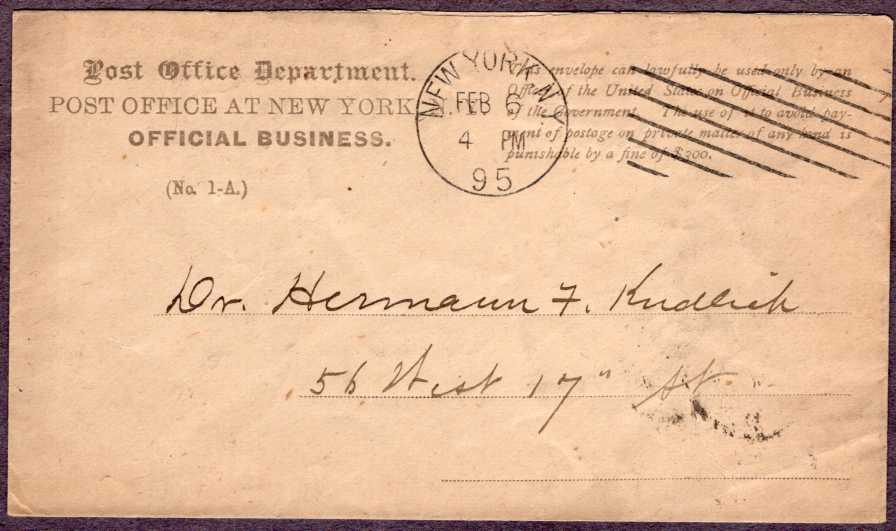 Post Office Department.
POST OFFICE AT NEW YORK
OFFICIAL BUSINESS.
(No. 1-A.)
NEW YORK, N.Y.
FEB 6
4 PM
95
This envelope can lawfully be used only by an
Officer of the United States on Official Business
of the Government. The use of it to avoid pay-
ment of postage on private matter of any kind is
punishable by a fine of $300.
Dr. Hermann F. Kudlich
56 West 17" St